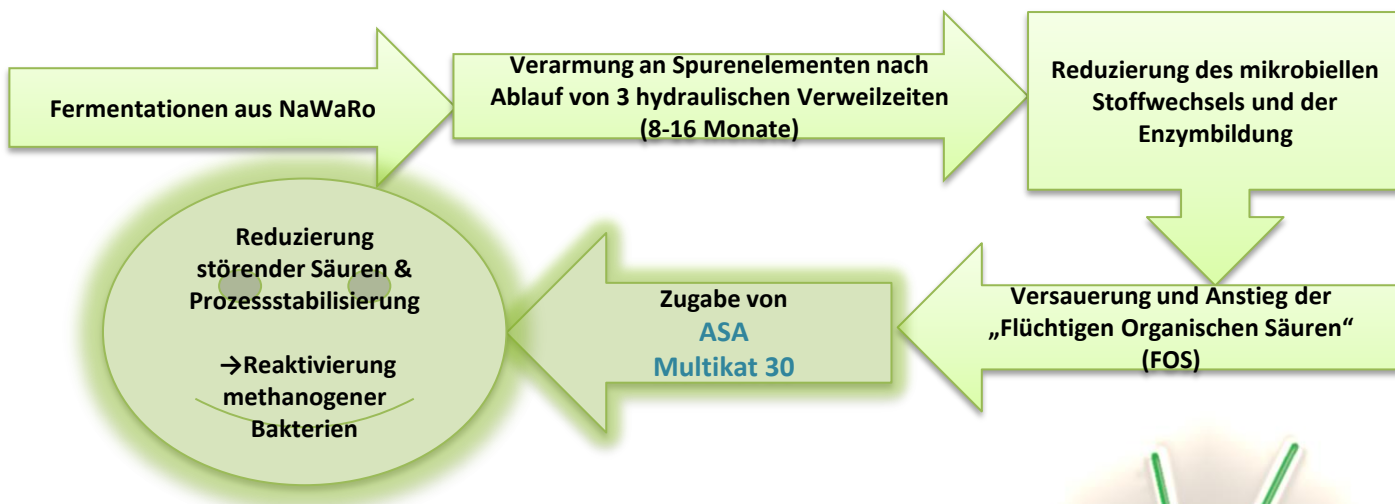 Fermentationen aus NaWaRo
Verarmung an Spurenelementen nach
Ablauf von 3 hydraulischen Verweilzeiten
(8-16 Monate)
Reduzierung des mikrobiellen
Stoffwechsels und der
Enzymbildung
Versauerung und Anstieg der
„Flüchtigen Organischen Säuren“
(FOS)
Zugabe von
ASA
Multikat 30
Reduzierung
störender Säuren &
Prozessstabilisierung
→Reaktivierung
methanogener
Bakterien